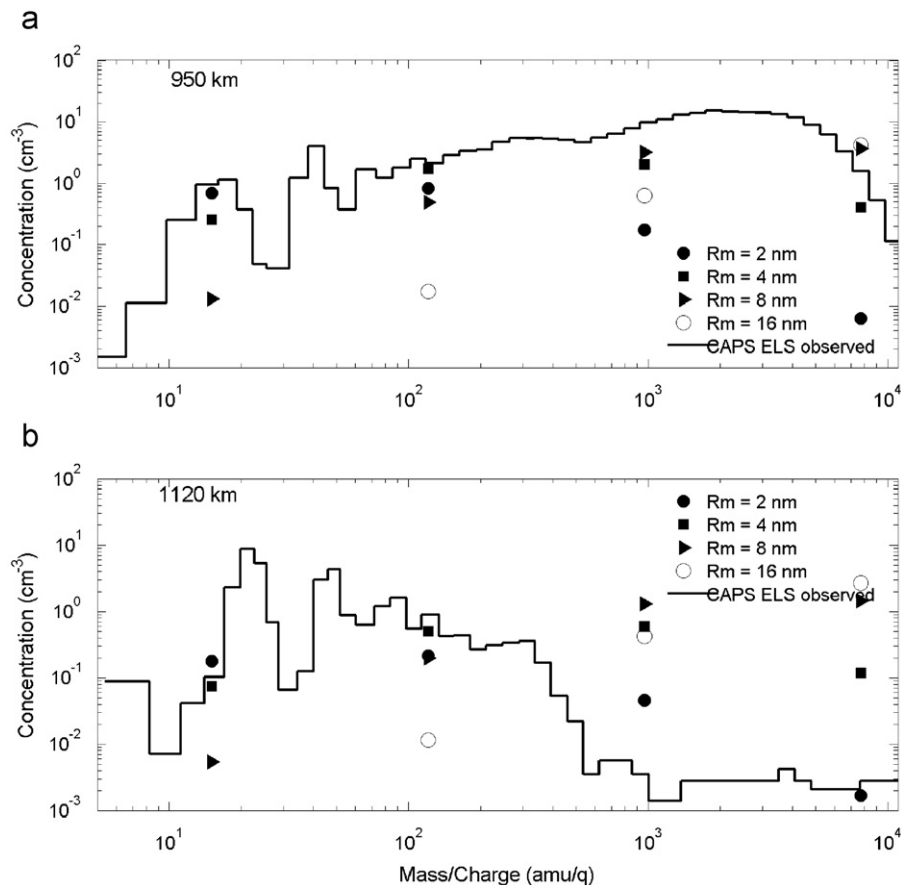 a
10² 
10¹
10⁰
10⁻¹
10⁻²
10⁻³
Concentration (cm⁻³)
950 km
Rm = 2 nm
Rm = 4 nm
Rm = 8 nm
Rm = 16 nm
CAPS ELS observed
10¹ 10² 10³ 10⁴
b
10²
10¹
10⁰
10⁻¹
10⁻²
10⁻³
Concentration (cm⁻³)
1120 km
Rm = 2 nm
Rm = 4 nm
Rm = 8 nm
Rm = 16 nm
CAPS ELS observed
10¹ 10² 10³ 10⁴
Mass/Charge (amu/q)